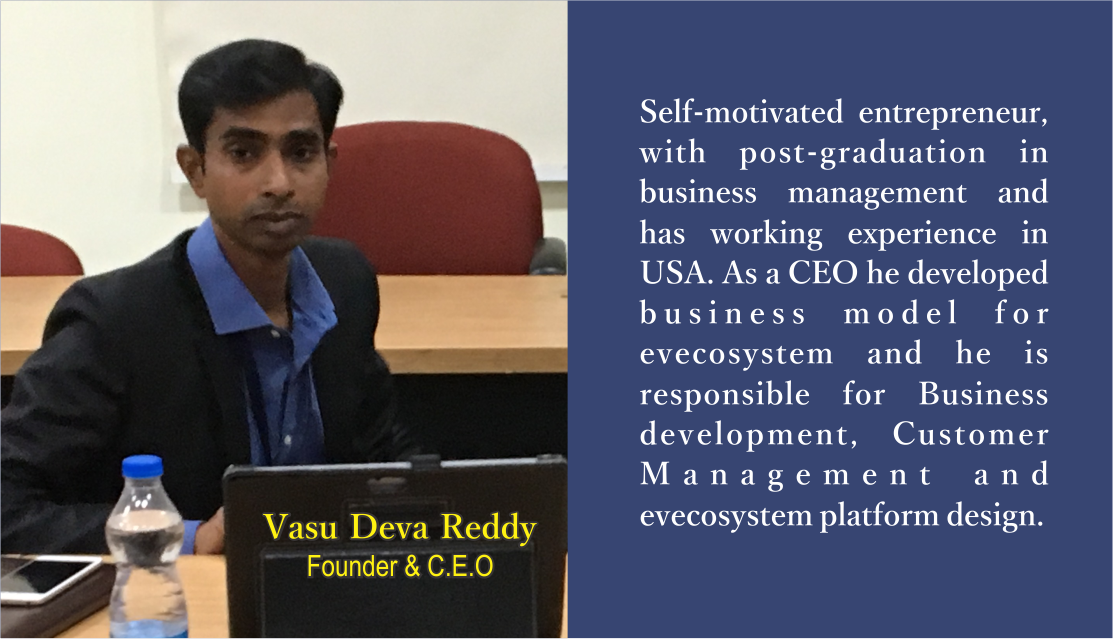 Vasu Deva Reddy
Founder & C.E.O
Self-motivated entrepreneur,
with post-graduation in
business management and
has working experience in
USA. As a CEO he developed
business model for
evecosystem and he is
responsible for Business
development, Customer
Management and
evecosystem platform design.